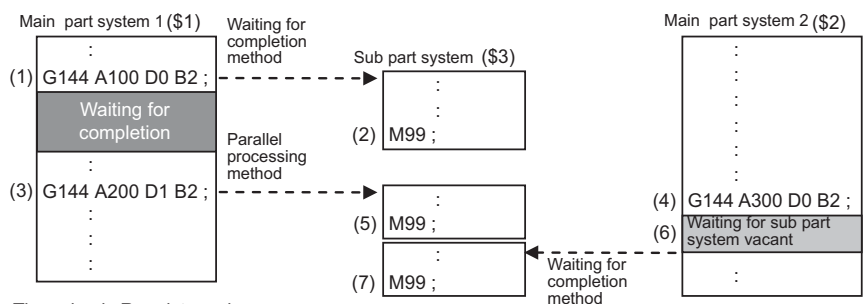 Main part system 1 ($1)
Waiting for
completion
method
Sub part system ($3)
Main part system 2 ($2)
:
(1) G144 A100 D0 B2 ;
Waiting for
completion
:
:
(2) M99 ;
Parallel
processing
method
:
(3) G144 A200 D1 B2 ;
:
:
:
:
(5) M99 ;
:
(7) M99 ;
:
:
:
:
:
:
(4) G144 A300 D0 B2 ;
(6) Waiting for sub part
system vacant
:
Waiting for
completion
method